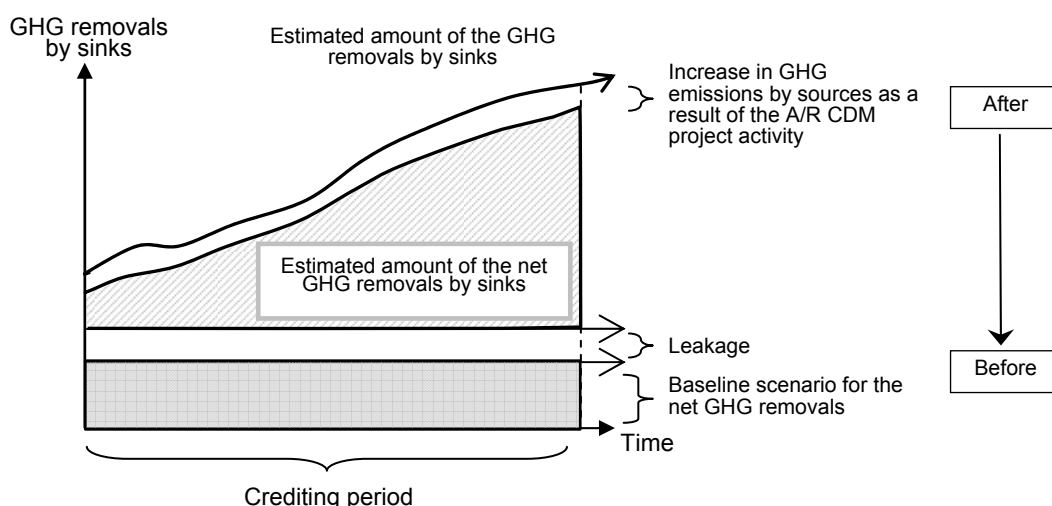 GHG removals
by sinks
Estimated amount of the GHG
removals by sinks
Increase in GHG
emissions by sources as a
result of the A/R CDM
project activity
After
Estimated amount of the net
GHG removals by sinks
Leakage
Before
Baseline scenario for the
net GHG removals
Time
Crediting period